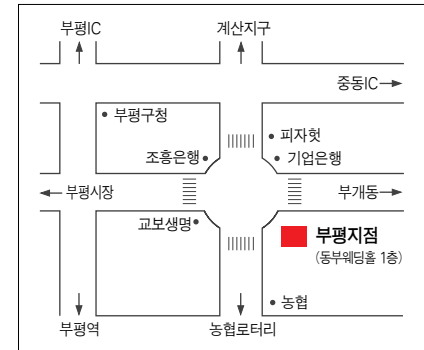 부평IC
계산지구
중동IC
부평구청
피자헛
조흥은행
기업은행
부평시장
부개동
교보생명
부평지점
(동부웨딩홀 1층)
농협
부평역
농협로터리